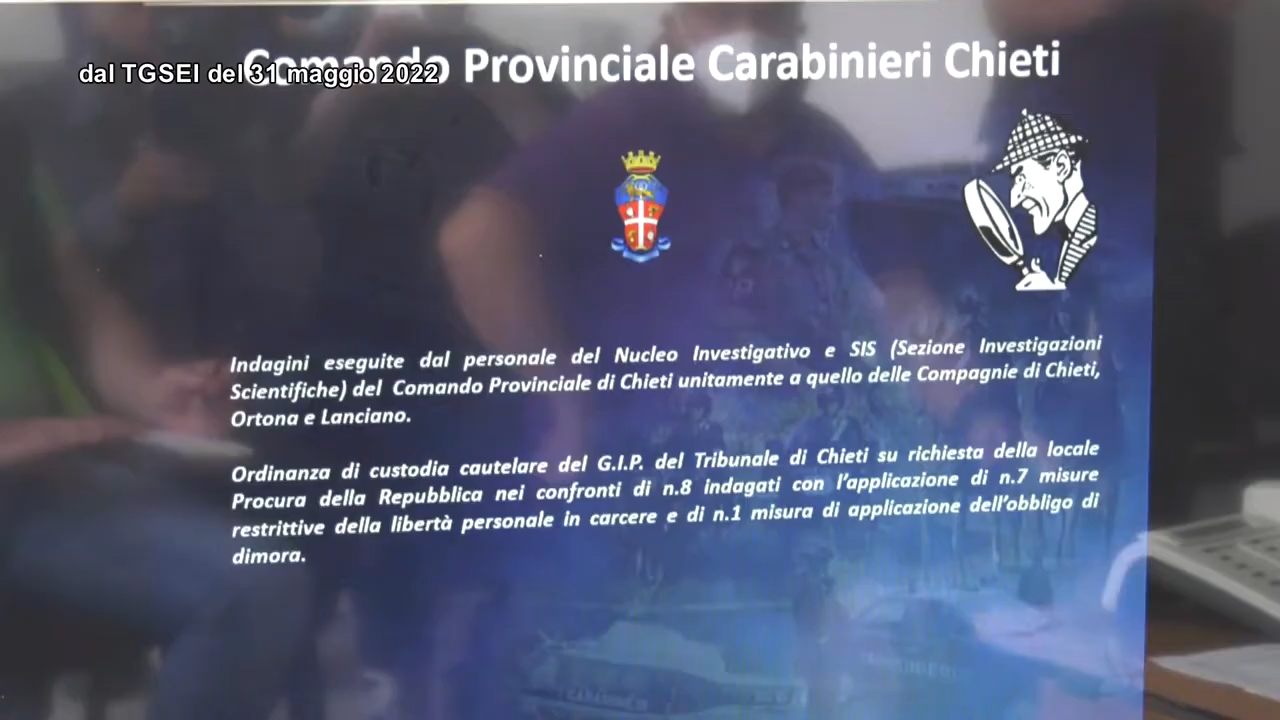 Comando Provinciale Carabinieri Chieti
dal TGSEI del 31 maggio 2022
Indagini eseguite dal personale del Nucleo Investigativo e SIS (Sezione Investigazioni
Scientifiche) del Comando Provinciale di Chieti unitamente a quello delle Compagnie di Chieti,
Ortona e Lanciano.
Ordinanza di custodia cautelare del G.I.P. del Tribunale di Chieti su richiesta della locale
Procura della Repubblica nei confronti di n.8 indagati con l'applicazione di n.7 misure
restrittive della libertà personale in carcere e di n.1 misura di applicazione dell'obbligo di
dimora.